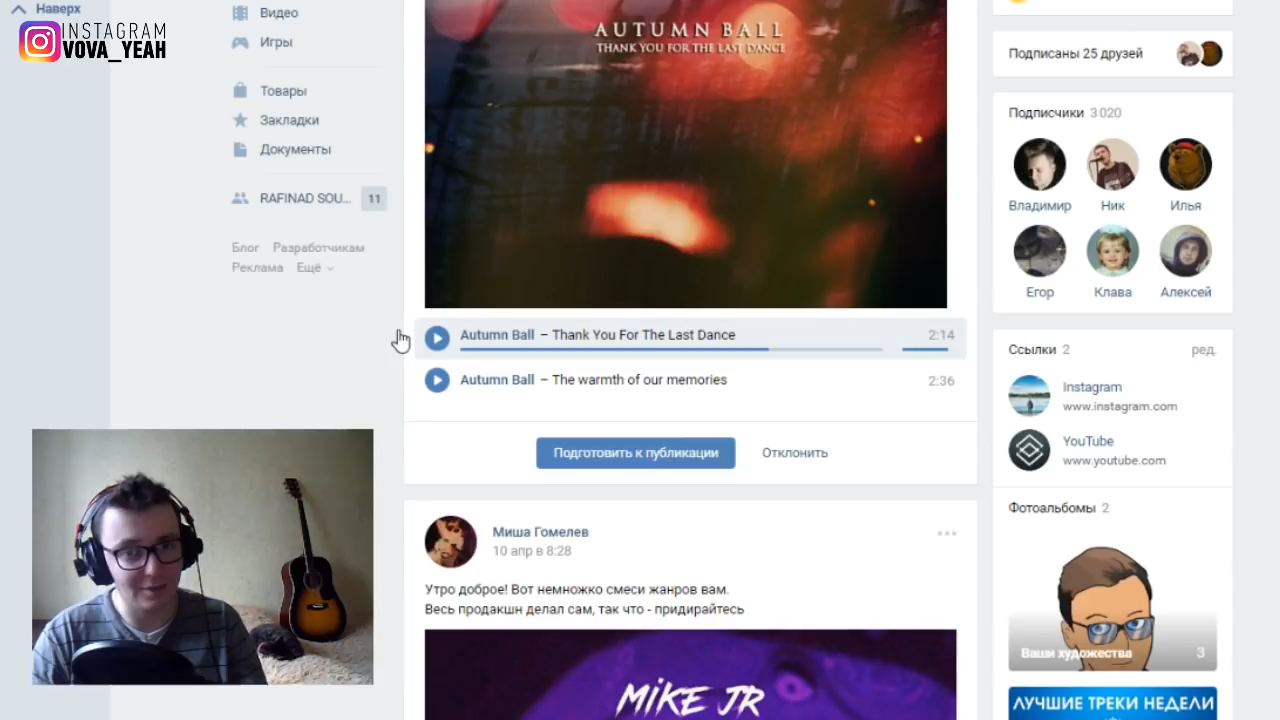 Наверх
INSTAGRAM
VOVA_YEAH
Видео
Игры
Товары
Закладки
Документы
RAFINAD SOU... 11
Блог Разработчикам
Реклама Ещё
AUTUMN BALL
THANK YOU FOR THE LAST DANCE
Autumn Ball – Thank You For The Last Dance 2:14
Autumn Ball – The warmth of our memories 2:36
Подготовить к публикации Отклонить
Миша Гомелев
10 апр в 8:28
Утро доброе! Вот немножко смеси жанров вам.
Весь продакшн делал сам, так что - придирайтесь
MIKE JR
Подписаны 25 друзей
Подписчики 3 020
Владимир Ник Илья
Егор Клава Алексей
Ссылки 2 ред.
Instagram
www.instagram.com
YouTube
www.youtube.com
Фотоальбомы 2
Ваши художества 3
ЛУЧШИЕ ТРЕКИ НЕДЕЛИ